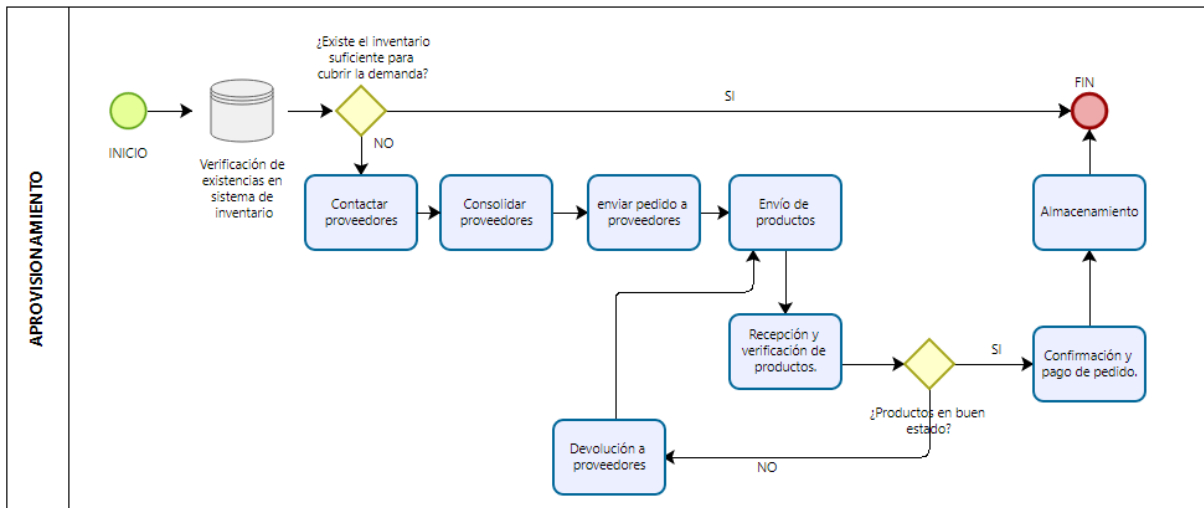 APROVISIONAMIENTO
INICIO
Verificación de
existencias en
sistema de
inventario
¿Existe el inventario
suficiente para
cubrir la demanda?
SI
FIN
NO
Contactar
proveedores
Consolidar
proveedores
enviar pedido a
proveedores
Envío de
productos
Almacenamiento
Recepción y
verificación de
productos.
SI
Confirmación y
pago de pedido.
¿Productos en buen
estado?
NO
Devolución a
proveedores